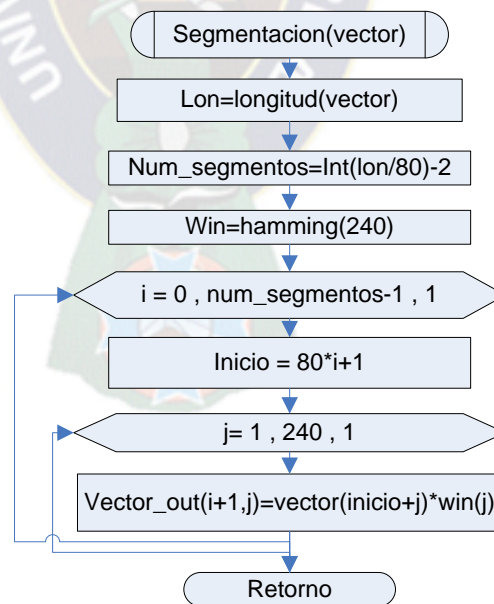 Segmentacion(vector)
Lon=longitud(vector)
Num_segmentos=Int(lon/80)-2
Win=hamming(240)
i = 0 , num_segmentos-1 , 1
Inicio = 80*i+1
j= 1 , 240 , 1
Vector_out(i+1,j)=vector(inicio+j)*win(j)
Retorno
UNI